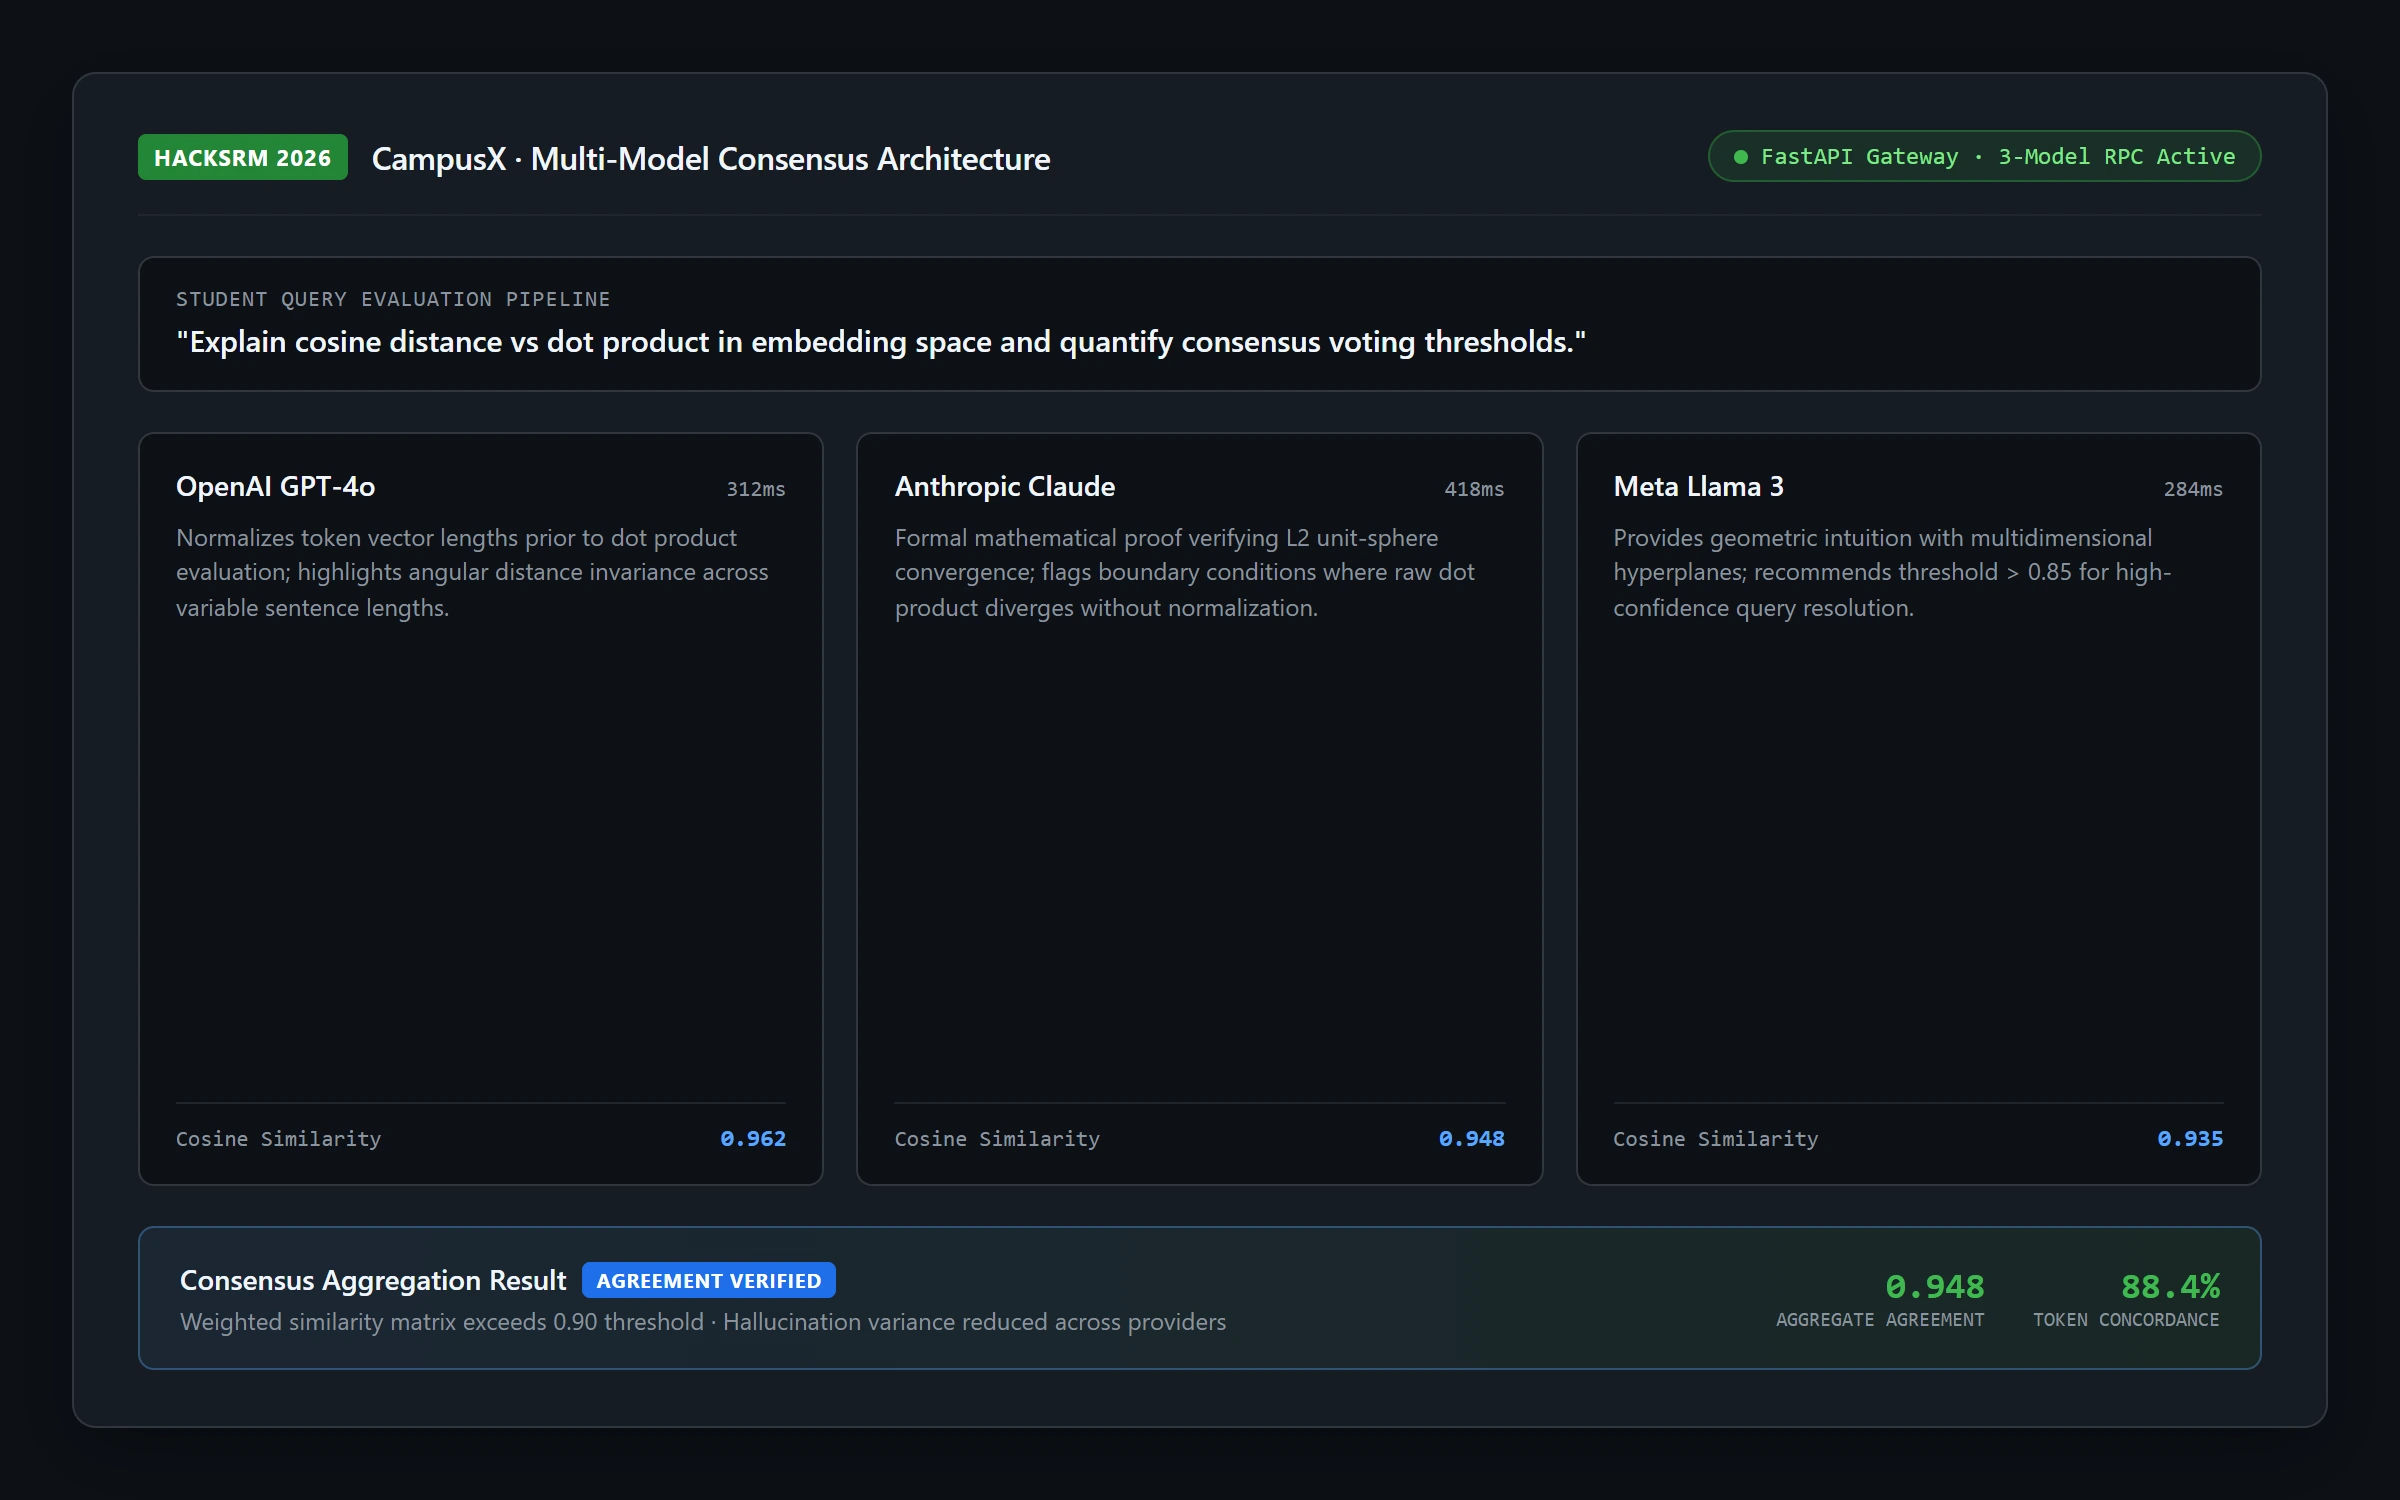 HACKSRM 2026
CampusX · Multi-Model Consensus Architecture
FastAPI Gateway · 3-Model RPC Active
STUDENT QUERY EVALUATION PIPELINE
"Explain cosine distance vs dot product in embedding space and quantify consensus voting thresholds."
OpenAI GPT-4o
312ms
Normalizes token vector lengths prior to dot product
evaluation; highlights angular distance invariance across
variable sentence lengths.
Cosine Similarity
0.962
Anthropic Claude
418ms
Formal mathematical proof verifying L2 unit-sphere
convergence; flags boundary conditions where raw dot
product diverges without normalization.
Cosine Similarity
0.948
Meta Llama 3
284ms
Provides geometric intuition with multidimensional
hyperplanes; recommends threshold > 0.85 for high-
confidence query resolution.
Cosine Similarity
0.935
Consensus Aggregation Result
AGREEMENT VERIFIED
Weighted similarity matrix exceeds 0.90 threshold · Hallucination variance reduced across providers
0.948
AGGREGATE AGREEMENT
88.4%
TOKEN CONCORDANCE